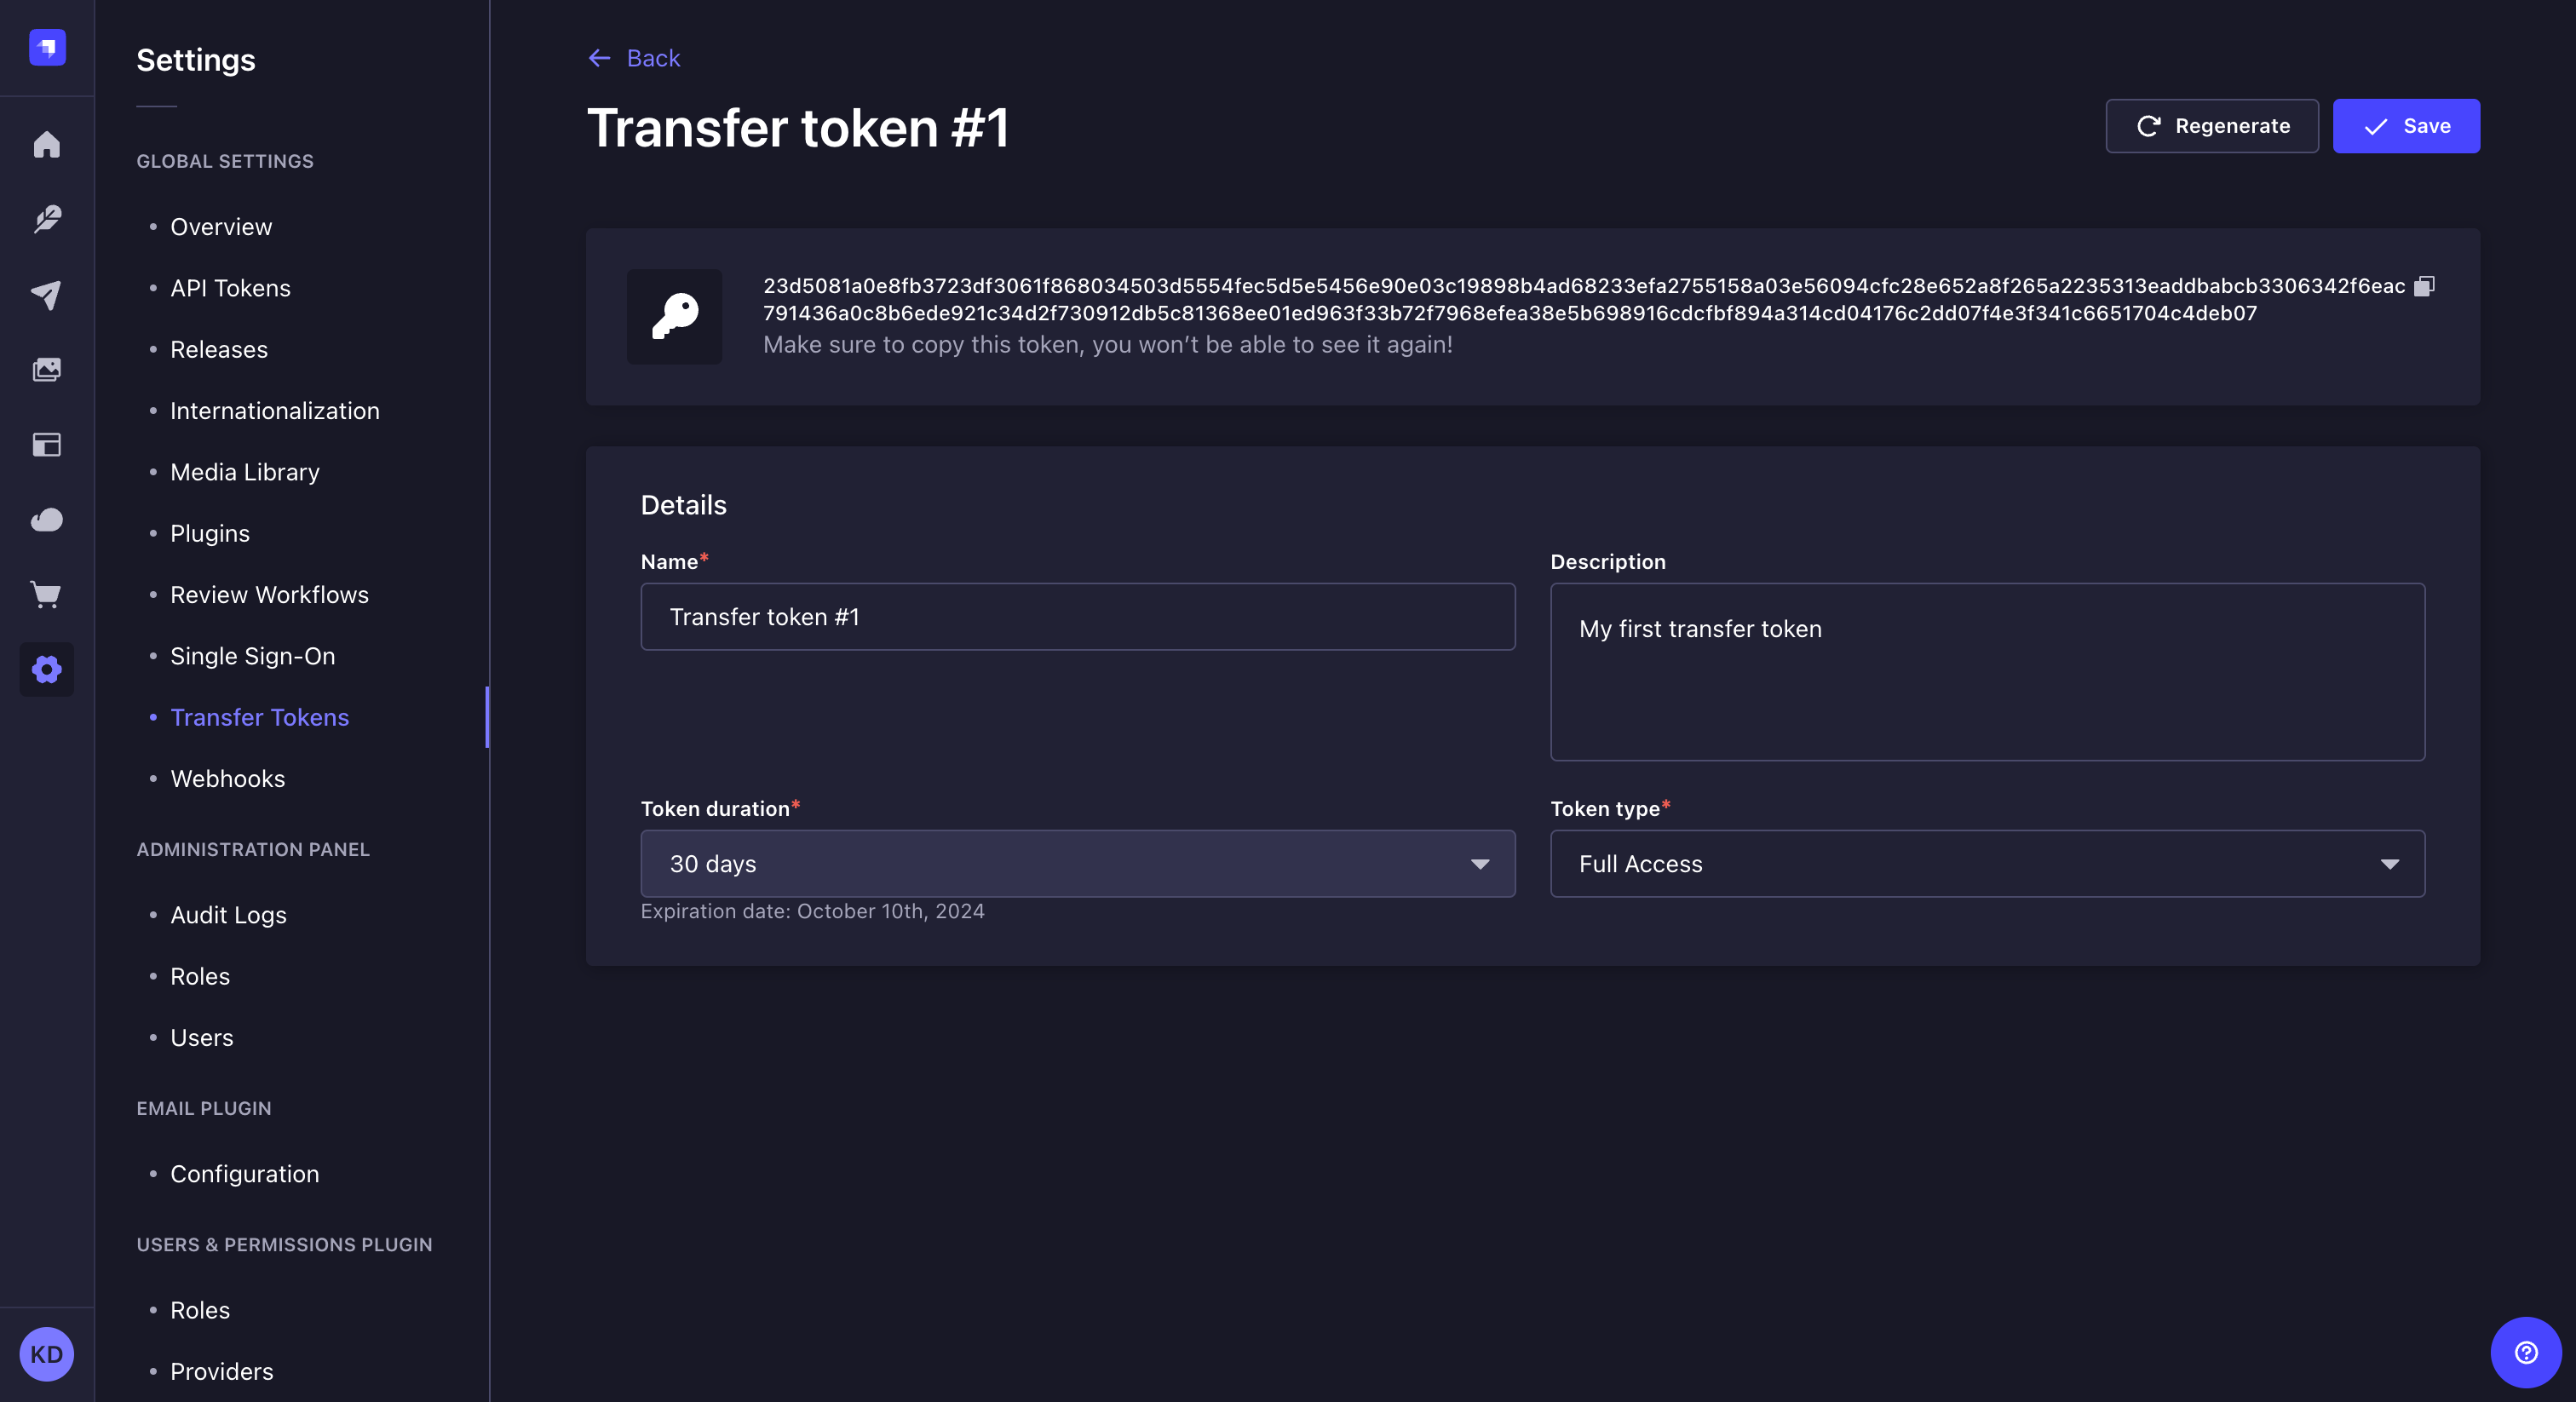 Settings
GLOBAL SETTINGS
Overview
API Tokens
Releases
Internationalization
Media Library
Plugins
Review Workflows
Single Sign-On
Transfer Tokens
Webhooks
ADMINISTRATION PANEL
Audit Logs
Roles
Users
EMAIL PLUGIN
Configuration
USERS & PERMISSIONS PLUGIN
Roles
Providers
KD
Back
Transfer token #1
Regenerate
Save
23d5081a0e8fb3723df3061f868034503d5554fec5d5e5456e90e03c19898b4ad68233efa2755158a03e56094cfc28e652a8f265a2235313eaddbabcb3306342f6eac
791436a0c8b6ede921c34d2f730912db5c81368ee01ed963f33b72f7968efea38e5b698916cdcfbf894a314cd04176c2dd07f4e3f341c6651704c4deb07
Make sure to copy this token, you won’t be able to see it again!
Details
Name*
Transfer token #1
Description
My first transfer token
Token duration*
30 days
Expiration date: October 10th, 2024
Token type*
Full Access